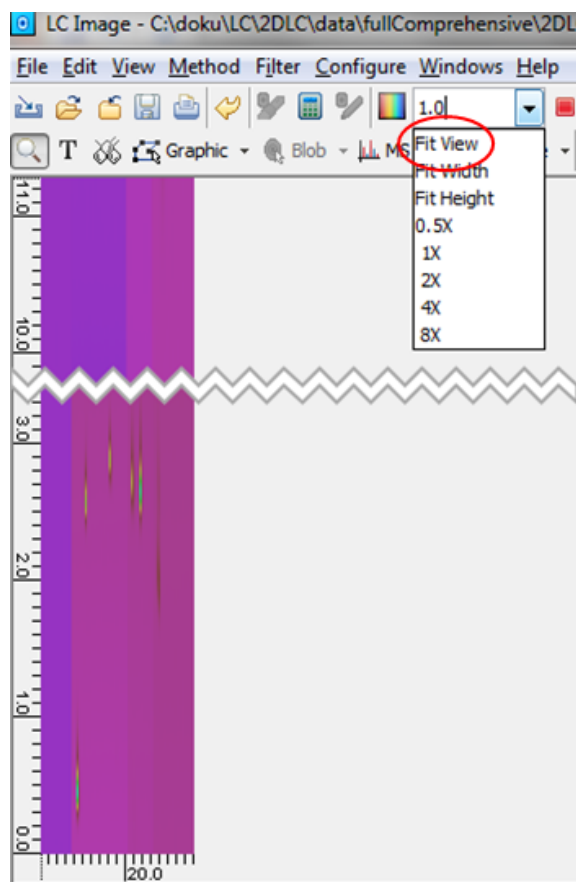 LC Image - C:\doku\LC\2DLC\data\fullComprehensive\2DL
File Edit View Method Filter Configure Windows Help
1.0
T Graphic Blob MS
Fit View
Fit Width
Fit Height
0.5X
1X
2X
4X
8X
11.0
10.0
3.0
2.0
1.0
0.0
20.0